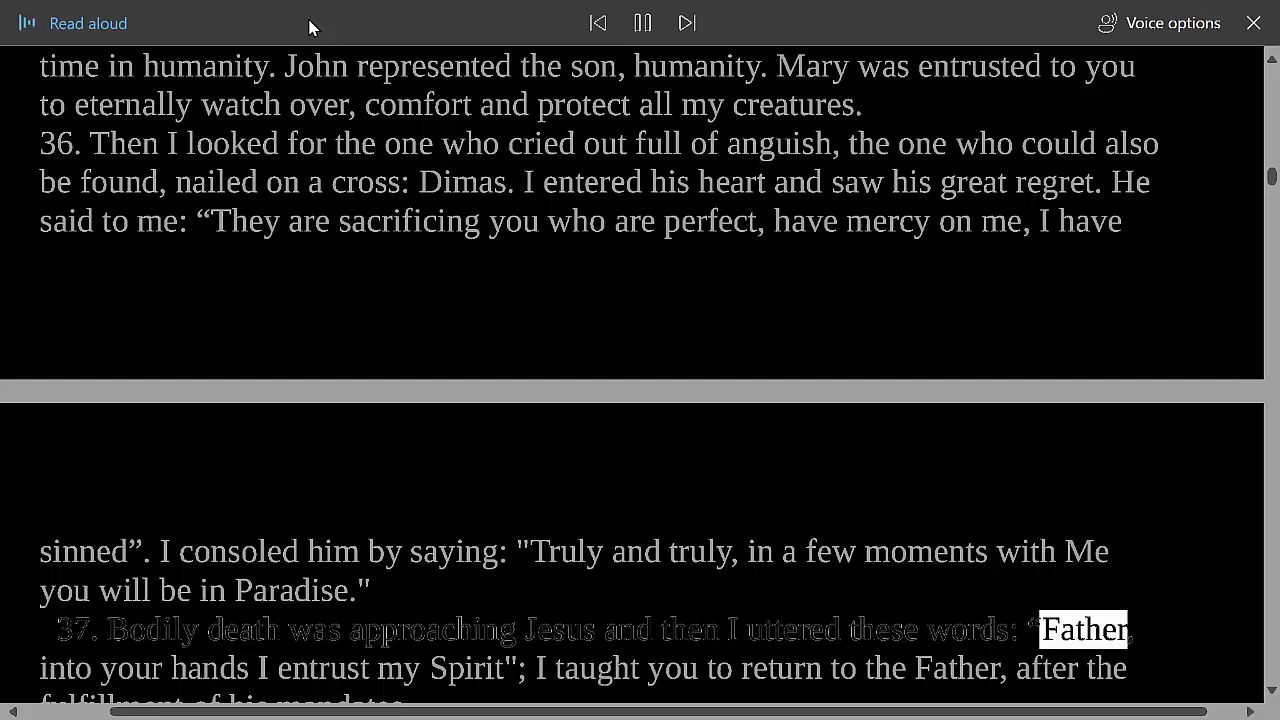 Read aloud
Voice options
time in humanity. John represented the son, humanity. Mary was entrusted to you
to eternally watch over, comfort and protect all my creatures.
36. Then I looked for the one who cried out full of anguish, the one who could also
be found, nailed on a cross: Dimas. I entered his heart and saw his great regret. He
said to me: “They are sacrificing you who are perfect, have mercy on me, I have
sinned”. I consoled him by saying: "Truly and truly, in a few moments with Me
you will be in Paradise."
37. Bodily death was approaching Jesus and then I uttered these words: “Father,
into your hands I entrust my Spirit"; I taught you to return to the Father, after the
fulfillment of his mandate